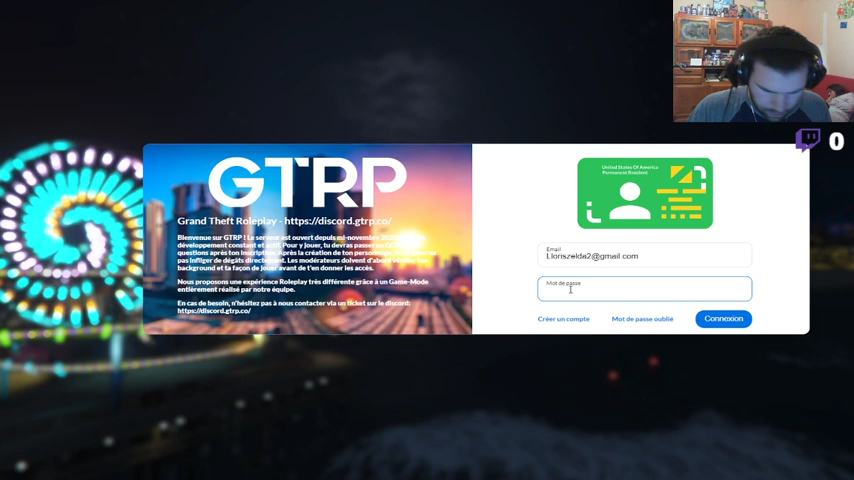 GTRP
Grand Theft Roleplay - https://discord.gtrp.co/
Bienvenue sur GTRP ! Le serveur est ouvert depuis mi-novembre
développement constant et actif. Pour y jouer, tu devras passer
questions après ton inscription. Après la création de ton personnage
pas infliger de dégâts directement. Les modérateurs doivent d'abord
background et ta façon de jouer avant de t'en donner les accès.
Nous proposons une expérience Roleplay très différente grâce à un Game-Mode
entièrement réalisé par notre équipe.
En cas de besoin, n'hésitez pas à nous contacter via un ticket sur le discord:
https://discord.gtrp.co/
United States Of America
Permanent Resident
Email
Lloriszelda2@gmail.com
Mot de passe
Créer un compte
Mot de passe oublié
Connexion
0